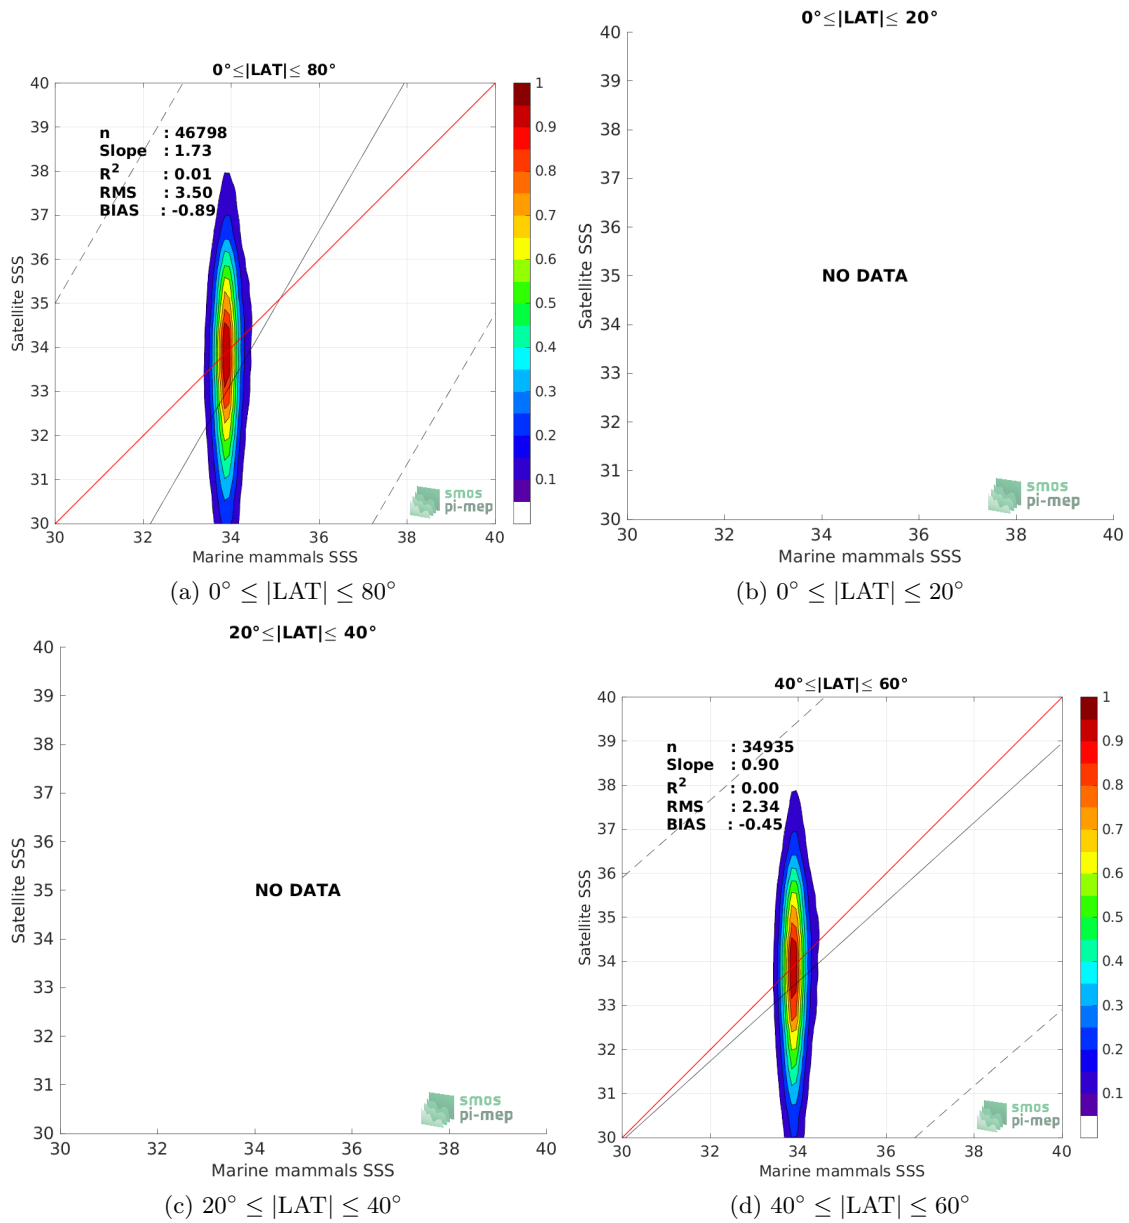 0°≤|LAT|≤ 80°
40
39
38
37
36
35
34
33
32
31
30
Satellite SSS
n : 46798
Slope : 1.73
R² : 0.01
RMS : 3.50
BIAS : -0.89
smos
pi-mep
30 32 34 36 38 40
Marine mammals SSS
1
0.9
0.8
0.7
0.6
0.5
0.4
0.3
0.2
0.1
(a) 0° ≤ |LAT| ≤ 80°
0°≤|LAT|≤ 20°
40
39
38
37
36
35
34
33
32
31
30
Satellite SSS
NO DATA
smos
pi-mep
30 32 34 36 38 40
Marine mammals SSS
(b) 0° ≤ |LAT| ≤ 20°
20°≤|LAT|≤ 40°
40
39
38
37
36
35
34
33
32
31
30
Satellite SSS
NO DATA
smos
pi-mep
30 32 34 36 38 40
Marine mammals SSS
(c) 20° ≤ |LAT| ≤ 40°
40°≤|LAT|≤ 60°
40
39
38
37
36
35
34
33
32
31
30
Satellite SSS
n : 34935
Slope : 0.90
R² : 0.00
RMS : 2.34
BIAS : -0.45
smos
pi-mep
30 32 34 36 38 40
Marine mammals SSS
1
0.9
0.8
0.7
0.6
0.5
0.4
0.3
0.2
0.1
(d) 40° ≤ |LAT| ≤ 60°